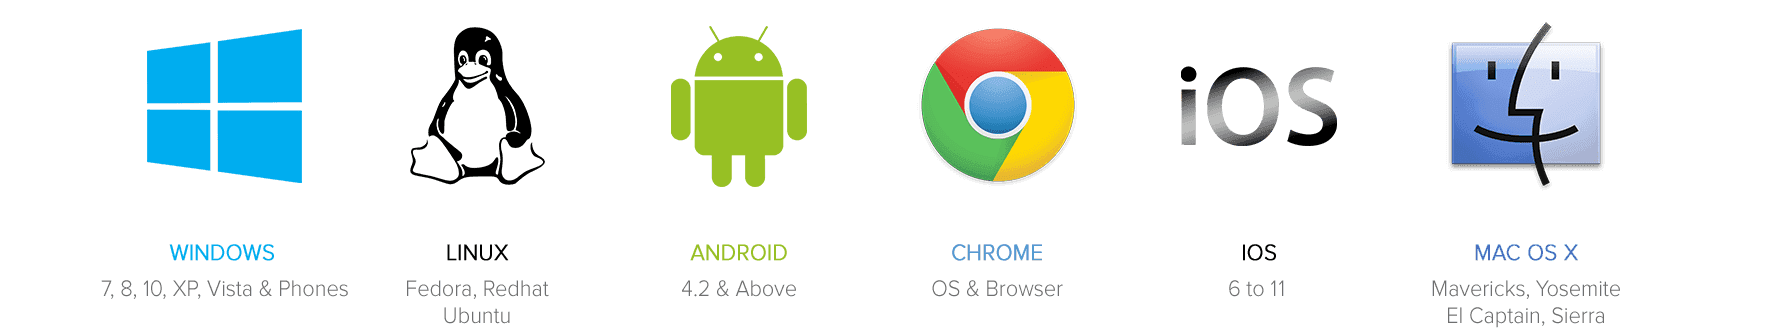 iOS
WINDOWS
7, 8, 10, XP, Vista & Phones
LINUX
Fedora, Redhat
Ubuntu
ANDROID
4.2 & Above
CHROME
OS & Browser
IOS
6 to 11
MAC OS X
Mavericks, Yosemite
El Captain, Sierra